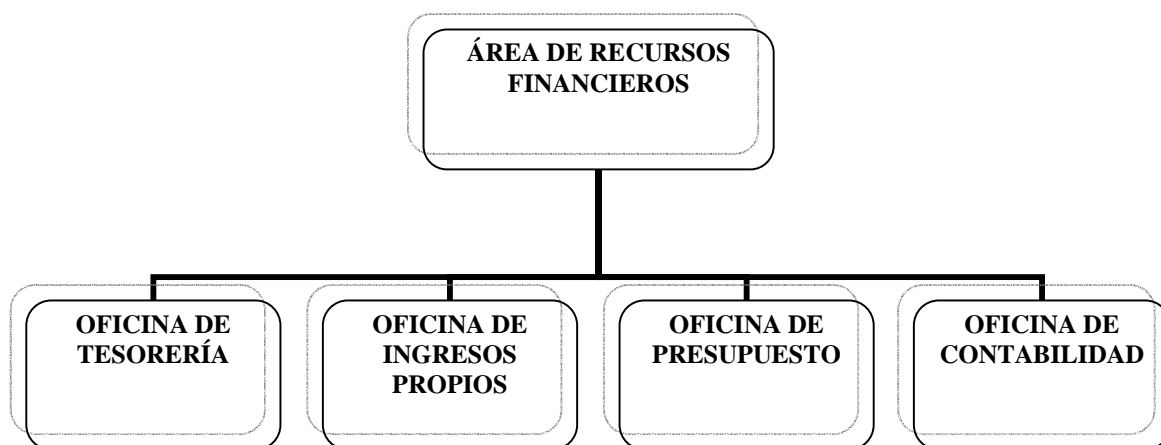 ÁREA DE RECURSOS
FINANCIEROS
OFICINA DE
TESORERÍA
OFICINA DE
INGRESOS
PROPIOS
OFICINA DE
PRESUPUESTO
OFICINA DE
CONTABILIDAD